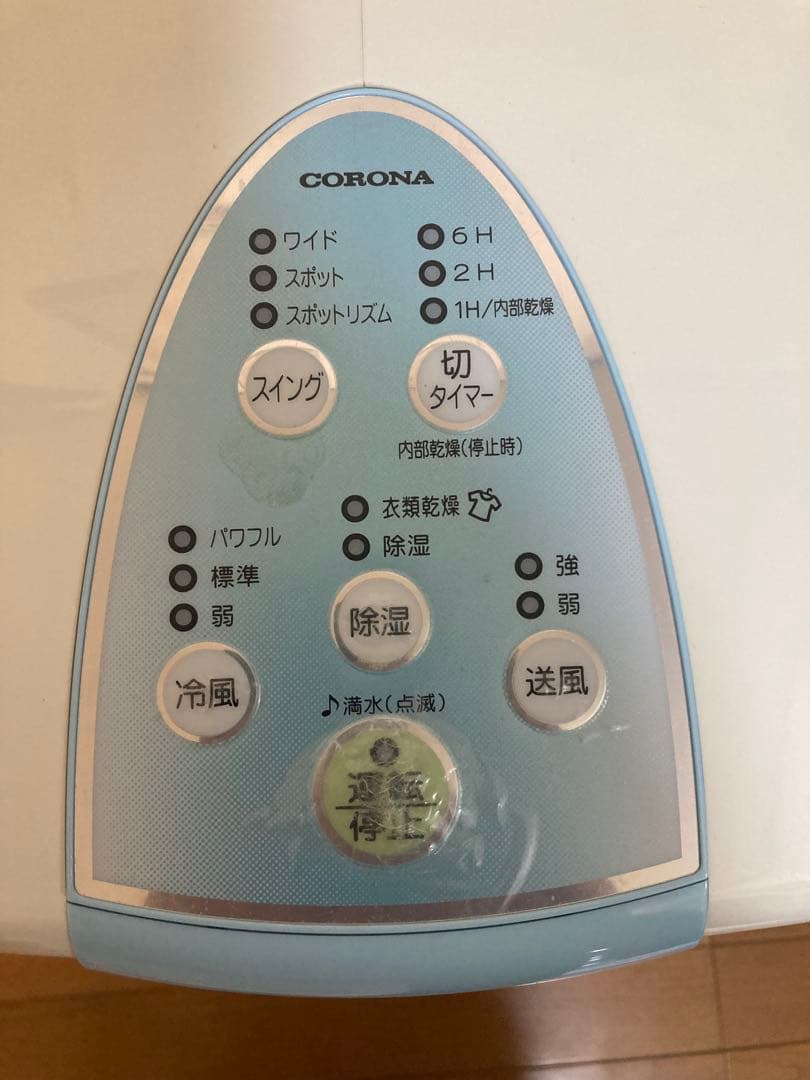 CORONA
ワイド
スポット
スポットリズム
スイング
6H
2H
1H/内部乾燥
切
タイマー
内部乾燥(停止時)
パワフル
標準
弱
冷風
衣類乾燥
除湿
除湿
強
弱
送風
♪満水(点滅)
運転
停止